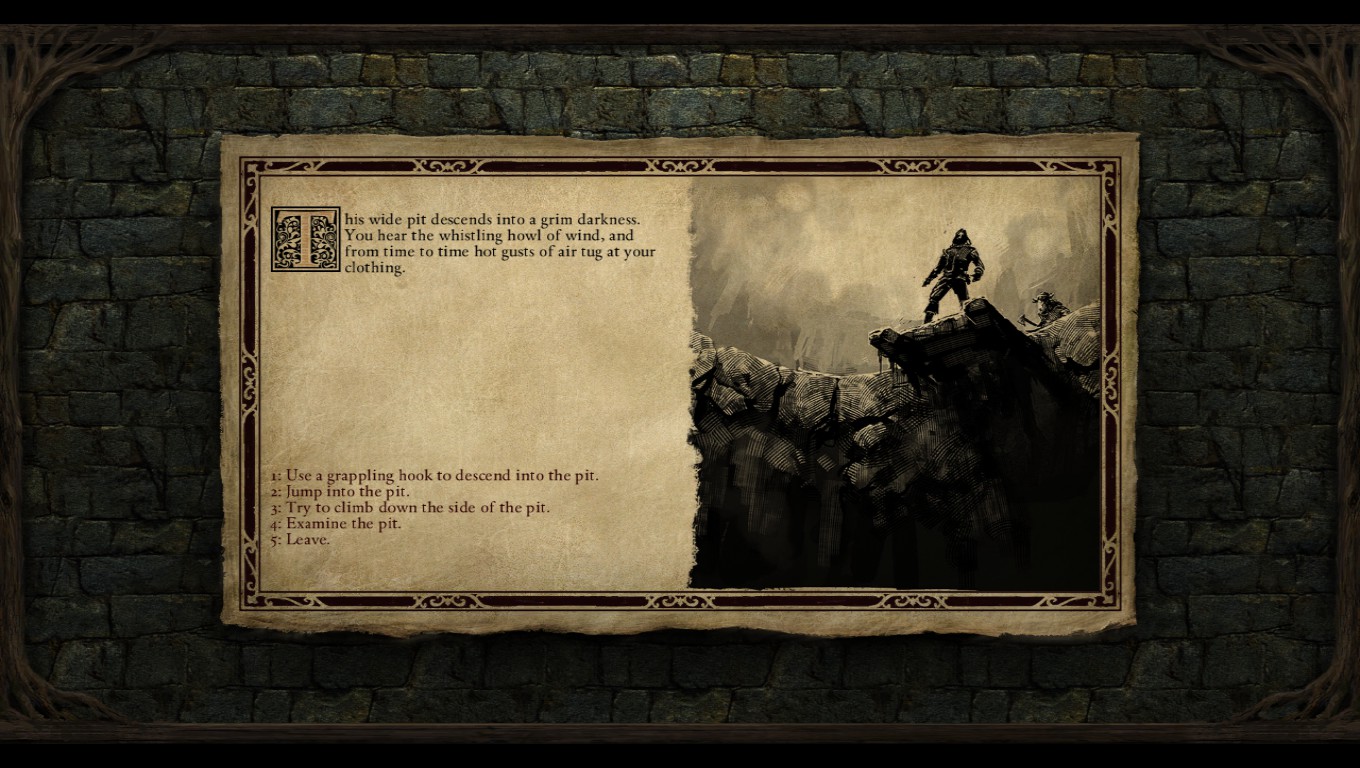 This wide pit descends into a grim darkness.
You hear the whistling howl of wind, and
from time to time hot gusts of air tug at your
clothing.
1: Use a grappling hook to descend into the pit.
2: Jump into the pit.
3: Try to climb down the side of the pit.
4: Examine the pit.
5: Leave.